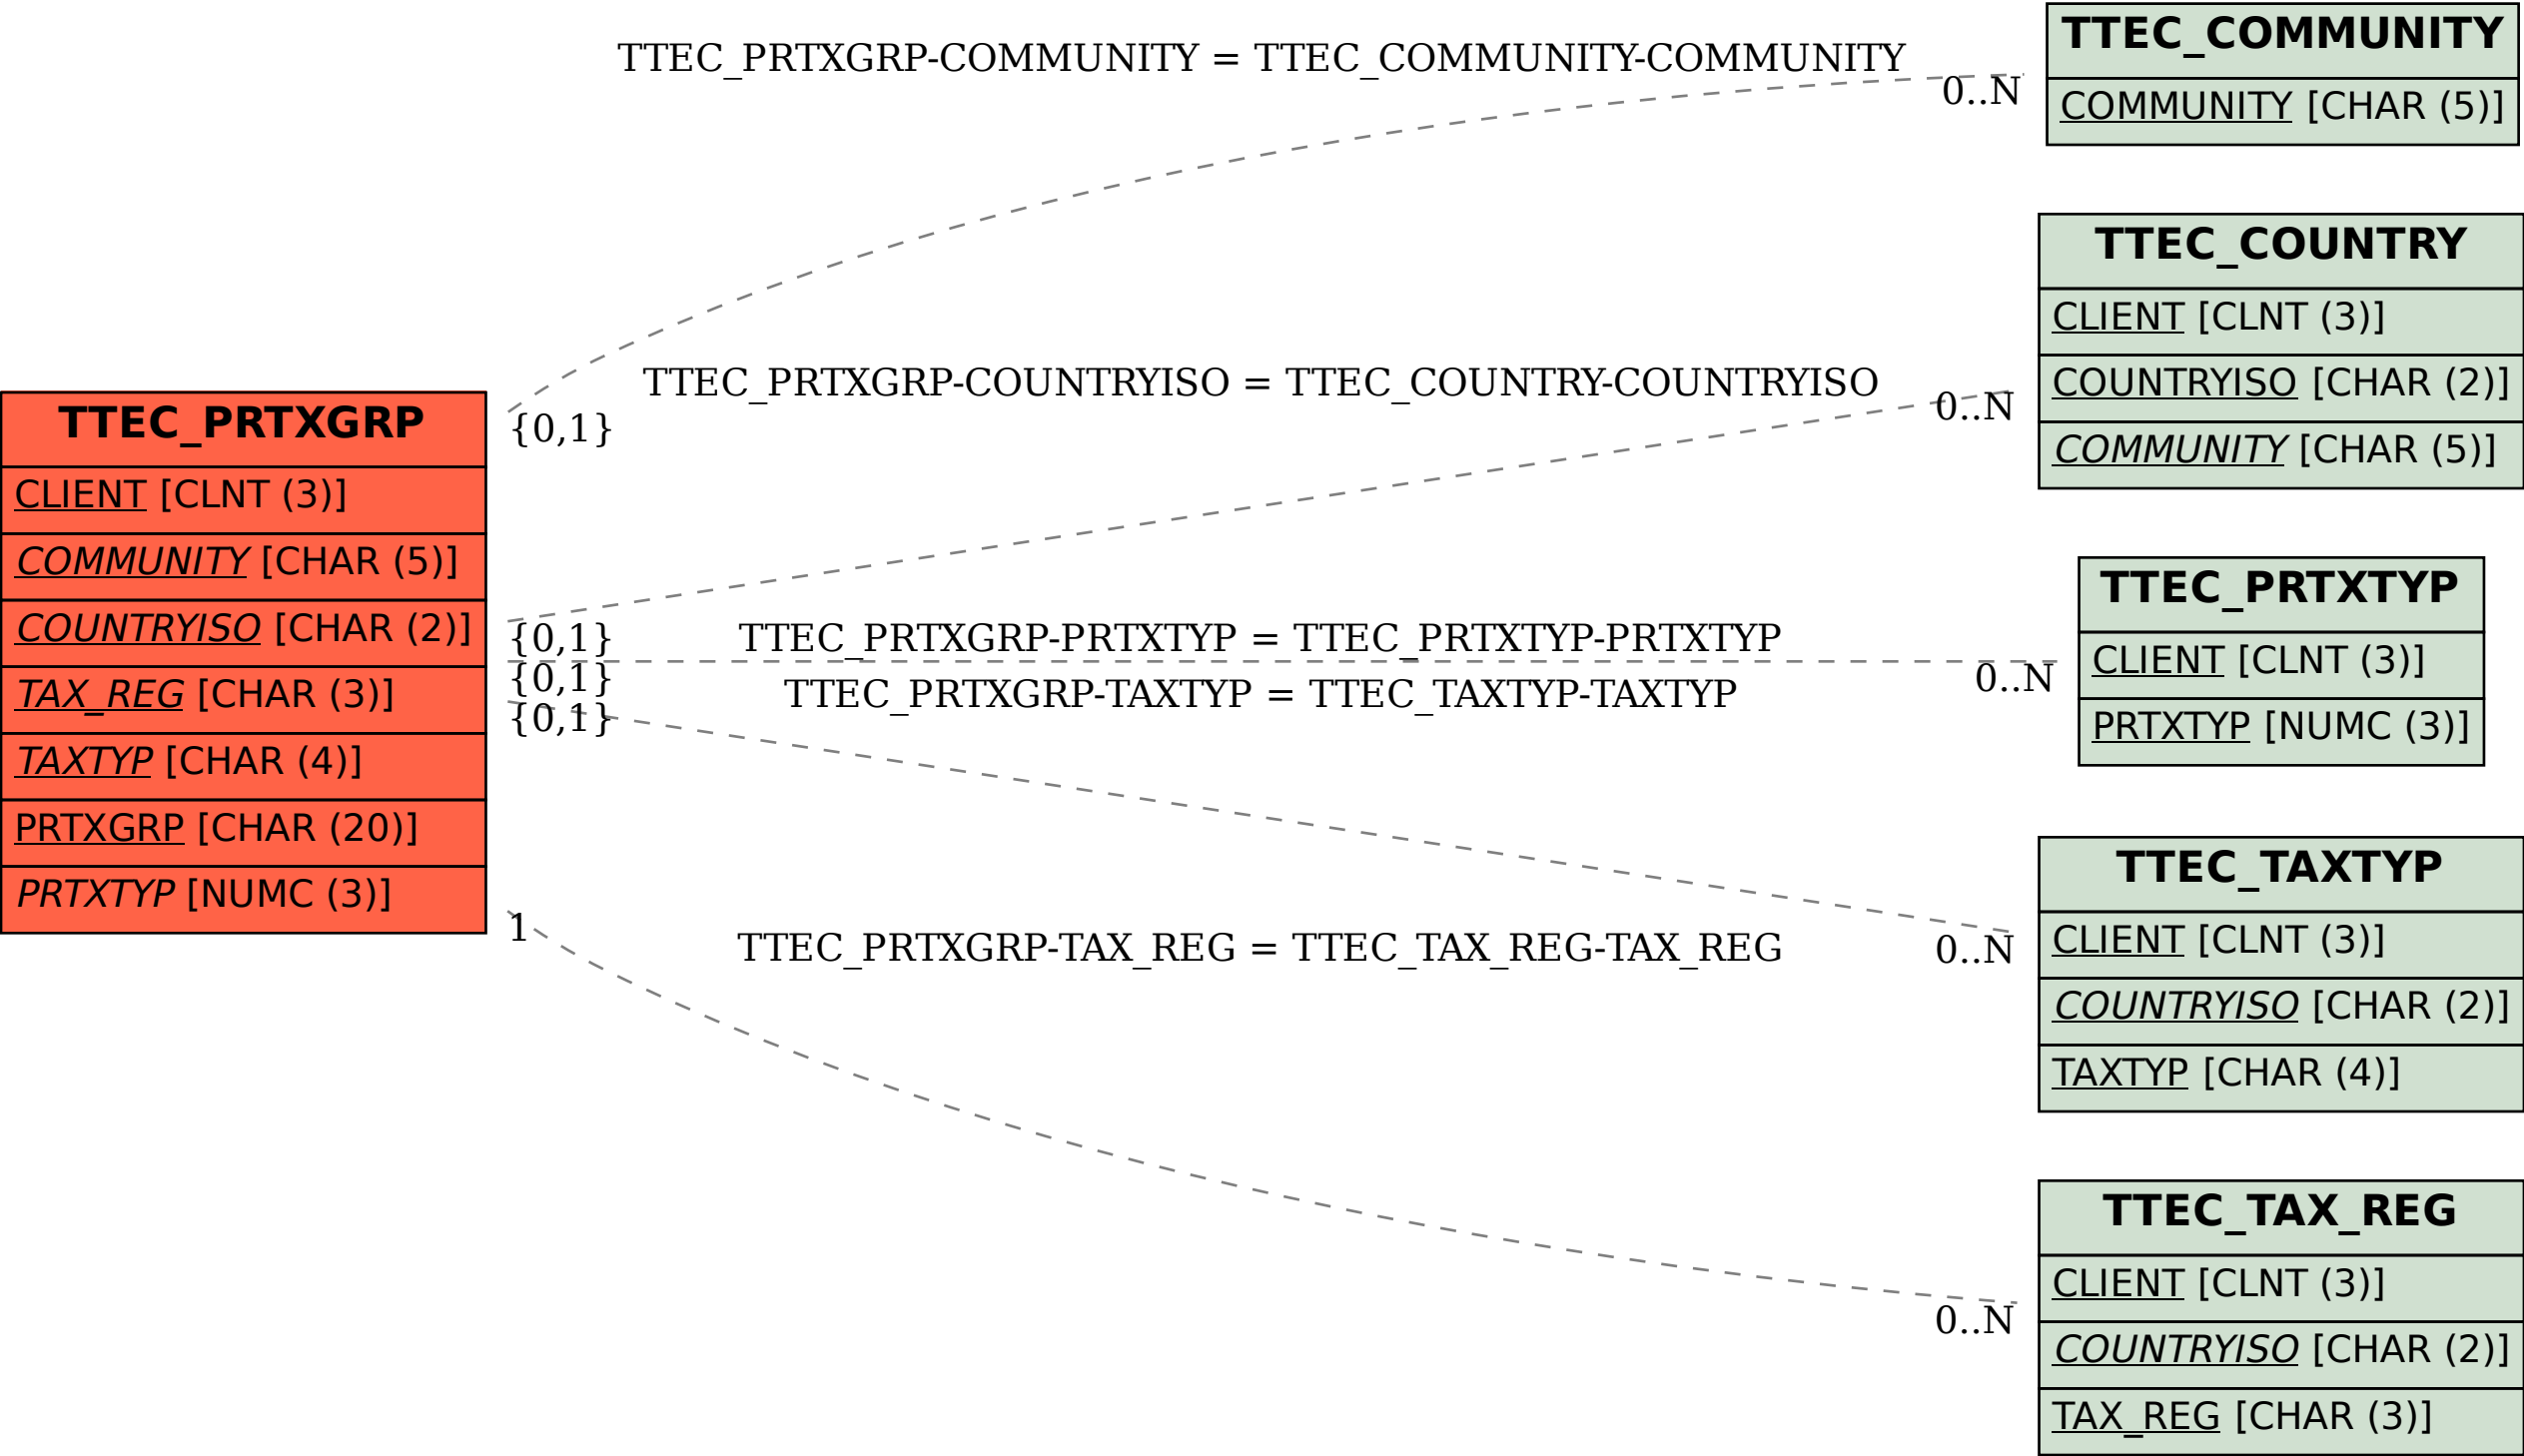 TTEC_PRTXGRP
CLIENT [CLNT (3)]
COMMUNITY [CHAR (5)]
COUNTRYISO [CHAR (2)]
TAX_REG [CHAR (3)]
TAXTYP [CHAR (4)]
PRTXGRP [CHAR (20)]
PRTXTYP [NUMC (3)]
TTEC_PRTXGRP-COMMUNITY = TTEC_COMMUNITY-COMMUNITY
0..N
{0,1}
TTEC_PRTXGRP-COUNTRYISO = TTEC_COUNTRY-COUNTRYISO
0..N
{0,1}
TTEC_PRTXGRP-PRTXTYP = TTEC_PRTXTYP-PRTXTYP
{0,1}
0..N
TTEC_PRTXGRP-TAXTYP = TTEC_TAXTYP-TAXTYP
{0,1}
0..N
1
TTEC_PRTXGRP-TAX_REG = TTEC_TAX_REG-TAX_REG
0..N
TTEC_COMMUNITY
COMMUNITY [CHAR (5)]
TTEC_COUNTRY
CLIENT [CLNT (3)]
COUNTRYISO [CHAR (2)]
COMMUNITY [CHAR (5)]
TTEC_PRTXTYP
CLIENT [CLNT (3)]
PRTXTYP [NUMC (3)]
TTEC_TAXTYP
CLIENT [CLNT (3)]
COUNTRYISO [CHAR (2)]
TAXTYP [CHAR (4)]
TTEC_TAX_REG
CLIENT [CLNT (3)]
COUNTRYISO [CHAR (2)]
TAX_REG [CHAR (3)]